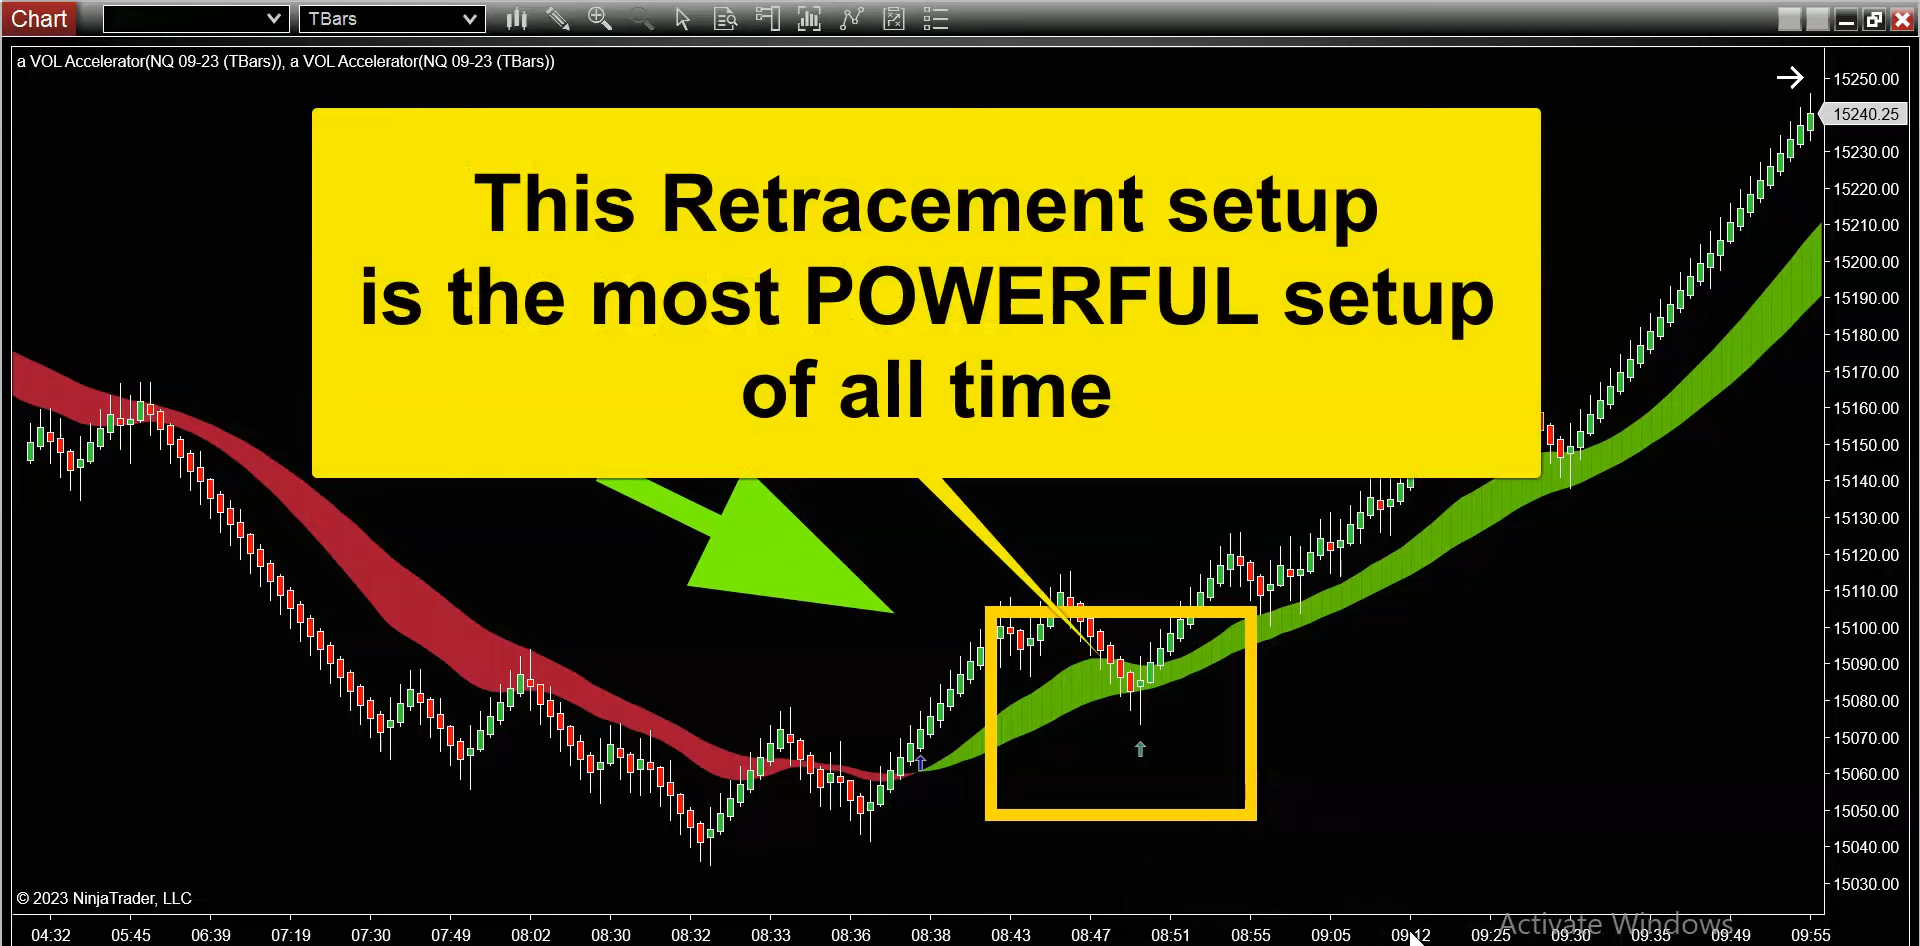 Chart
TBars
a VOL Accelerator(NQ 09-23 (TBars)), a VOL Accelerator(NQ 09-23 (TBars))
This Retracement setup
is the most POWERFUL setup
of all time
15250.00
15240.25
15230.00
15220.00
15210.00
15200.00
15190.00
15180.00
15170.00
15160.00
15150.00
15140.00
15130.00
15120.00
15110.00
15100.00
15090.00
15080.00
15070.00
15060.00
15050.00
15040.00
15030.00
© 2023 NinjaTrader, LLC
Activate Windows
04:32 05:45 06:39 07:19 07:30 07:49 08:02 08:30 08:32 08:33 08:36 08:38 08:43 08:47 08:51 08:55 09:05 09:12 09:25 09:30 09:35 09:49 09:55